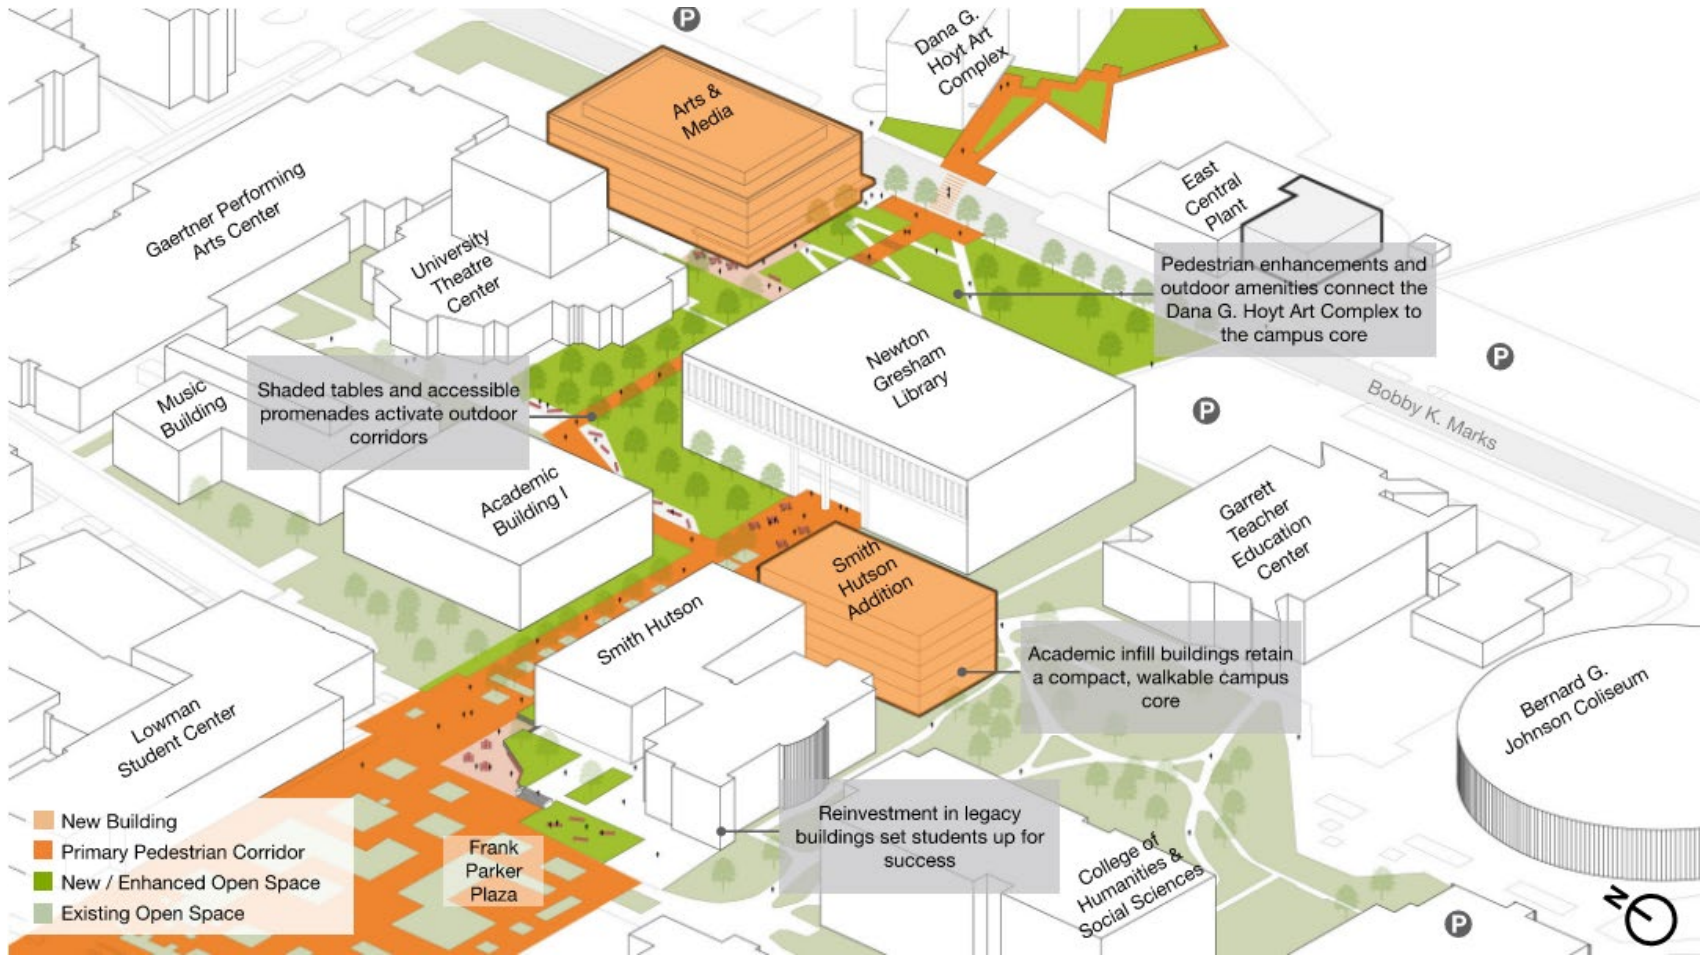 P
Dana G.
Hoyt Art
Complex
Arts &
Media
Gaertner Performing
Arts Center
University
Theatre
Center
East
Central
Plant
Pedestrian enhancements and
outdoor amenities connect the
Dana G. Hoyt Art Complex to
the campus core
P
Newton
Gresham
Library
Shaded tables and accessible
promenades activate outdoor
corridors
Music
Building
P
Bobby K. Marks
Academic
Building I
Garrett
Teacher
Education
Center
Smith
Hutson
Addition
Smith Hutson
Academic infill buildings retain
a compact, walkable campus
core
Bernard G.
Johnson Coliseum
Lowman
Student Center
Reinvestment in legacy
buildings set students up for
success
College of
Humanities &
Social Sciences
New Building
Primary Pedestrian Corridor
New / Enhanced Open Space
Existing Open Space
Frank
Parker
Plaza
P
N